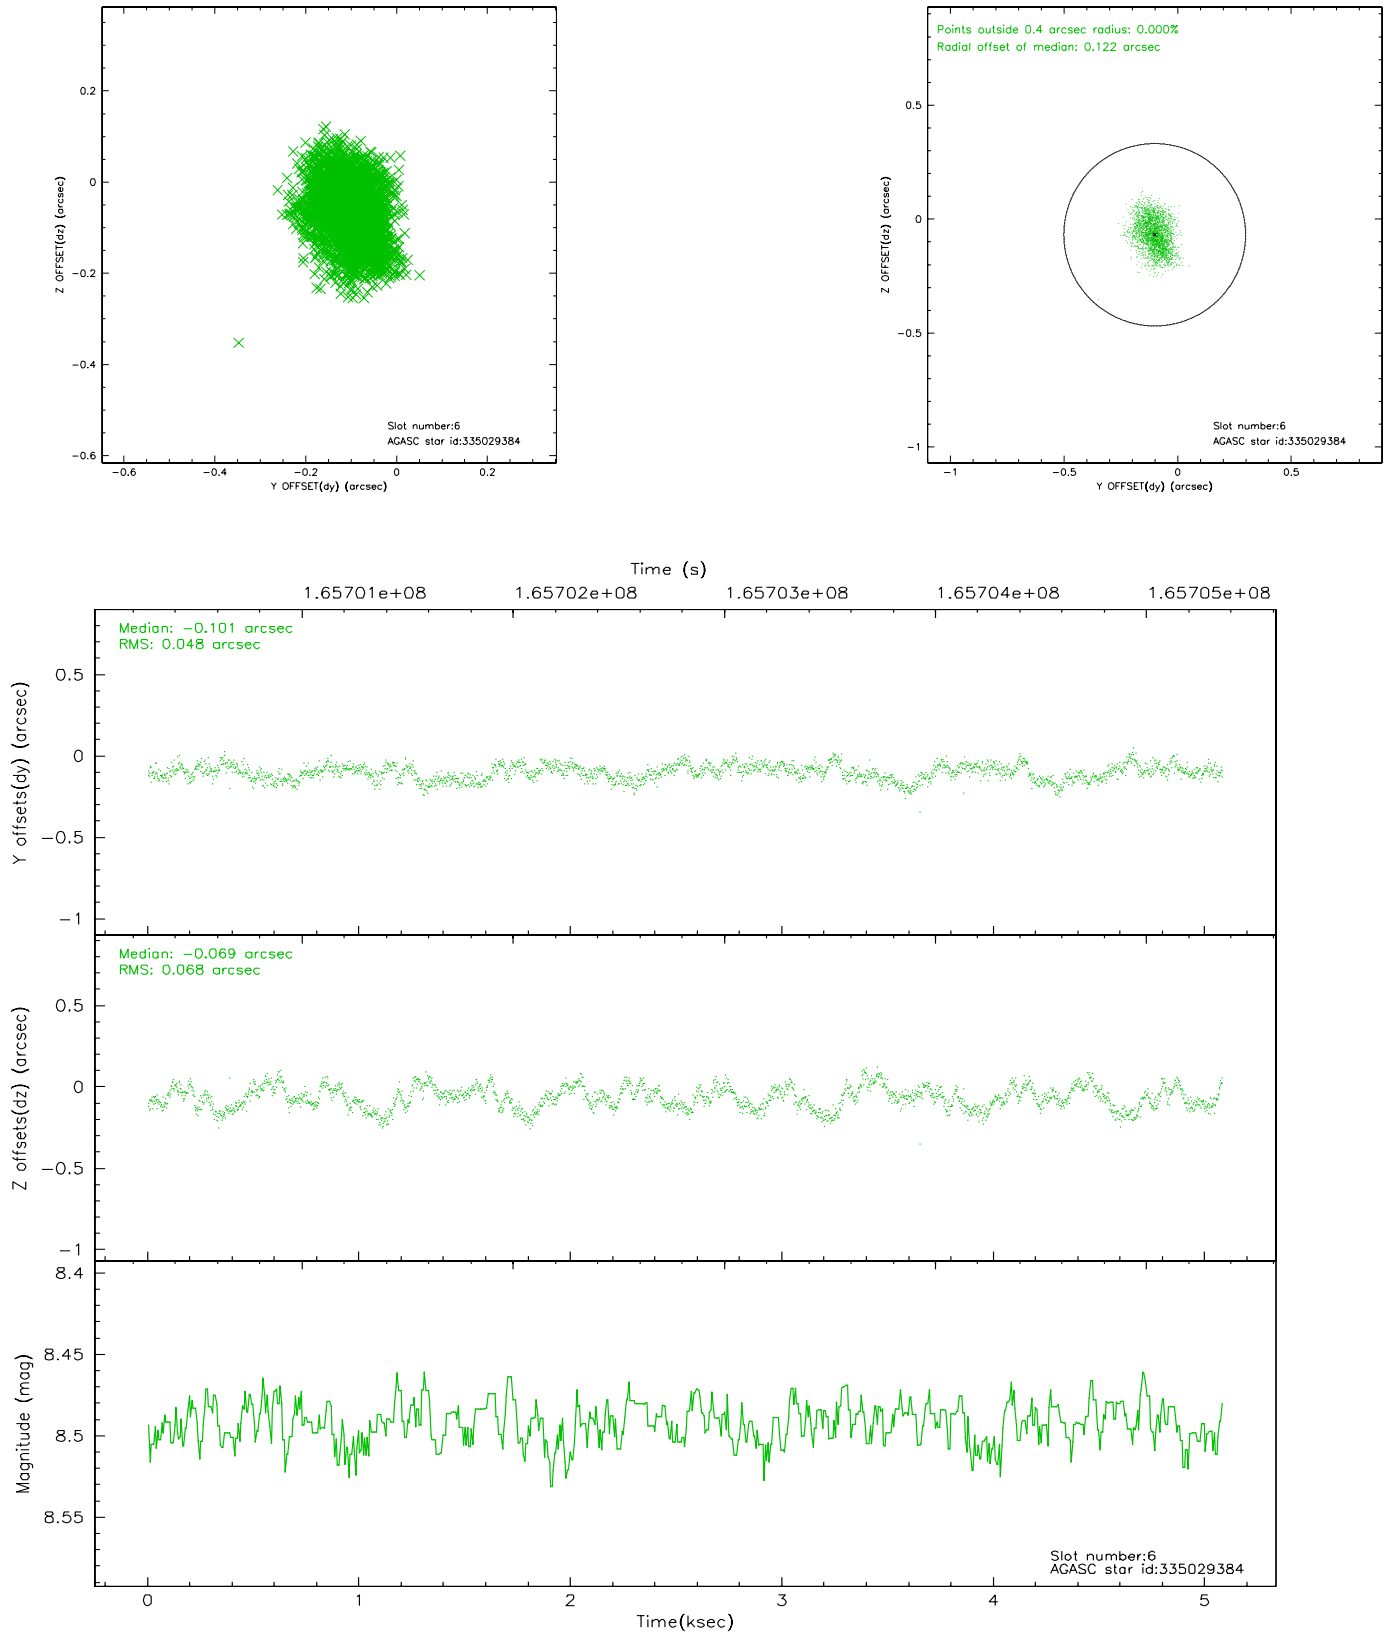 0.2
0
-0.2
-0.4
-0.6
Z OFFSET(dz) (arcsec)
Slot number:6
AGASC star id:335029384
-0.6 -0.4 -0.2 0 0.2
Y OFFSET(dy) (arcsec)
Points outside 0.4 arcsec radius: 0.000%
Radial offset of median: 0.122 arcsec
0.5
0
-0.5
-1
Z OFFSET(dz) (arcsec)
Slot number:6
AGASC star id:335029384
-1 -0.5 0 0.5
Y OFFSET(dy) (arcsec)
Time (s)
1.65701e+08 1.65702e+08 1.65703e+08 1.65704e+08 1.65705e+08
Median: -0.101 arcsec
RMS: 0.048 arcsec
0.5
0
-0.5
-1
Y offsets(dy) (arcsec)
Median: -0.069 arcsec
RMS: 0.068 arcsec
0.5
0
-0.5
-1
Z offsets(dz) (arcsec)
8.4
8.45
8.5
8.55
Magnitude (mag)
Slot number:6
AGASC star id:335029384
0 1 2 3 4 5
Time(ksec)